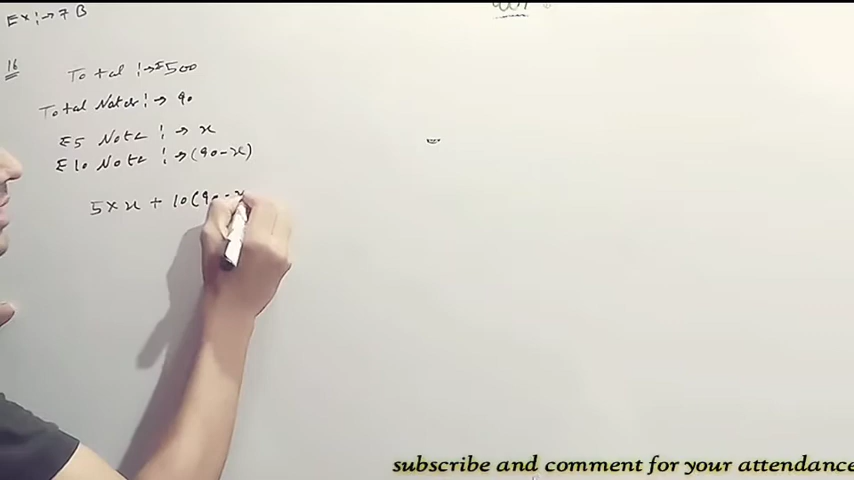 Ex:→ 7 B
16
Total :→ £500
Total Notes :→ 90
£5 Note :→ x
£10 Note :→ (90-x)
5 × x + 10(90-x
subscribe and comment for your attendance